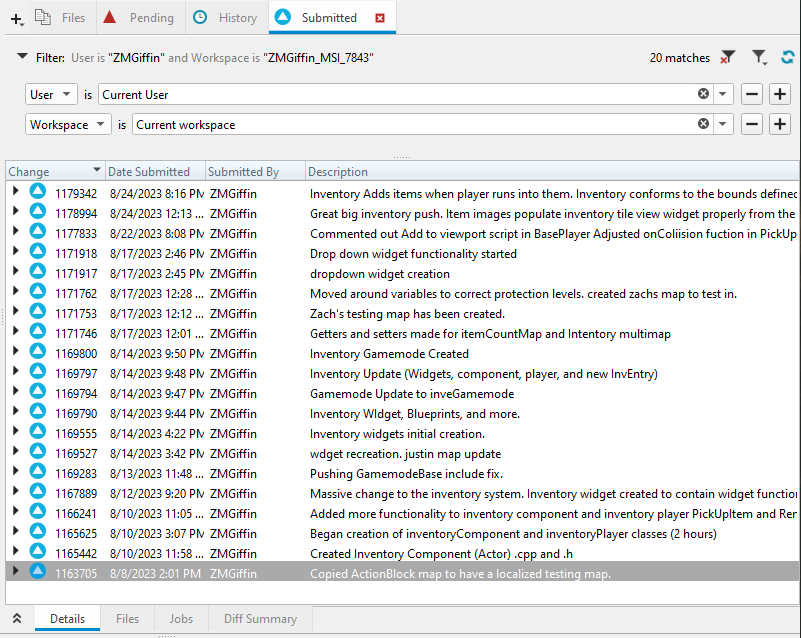 Files Pending History Submitted
Filter: User is "ZMGiffin" and Workspace is "ZMGiffin_MSI_7843" 20 matches
User is Current User
Workspace is Current workspace
Change Date Submitted Submitted By Description
1179342 8/24/2023 8:16 PM ZMGiffin Inventory Adds items when player runs into them. Inventory conforms to the bounds defined
1178994 8/24/2023 12:13 ... ZMGiffin Great big inventory push. Item images populate inventory tile view widget properly from the
1177833 8/22/2023 8:08 PM ZMGiffin Commented out Add to viewport script in BasePlayer Adjusted onColiision fuction in PickUp
1171918 8/17/2023 2:46 PM ZMGiffin Drop down widget functionality started
1171917 8/17/2023 2:45 PM ZMGiffin dropdown widget creation
1171762 8/17/2023 12:28 ... ZMGiffin Moved around variables to correct protection levels. created zachs map to test in.
1171753 8/17/2023 12:12 ... ZMGiffin Zach's testing map has been created.
1171746 8/17/2023 12:01 ... ZMGiffin Getters and setters made for itemCountMap and Intentory multimap
1169800 8/14/2023 9:50 PM ZMGiffin Inventory Gamemode Created
1169797 8/14/2023 9:48 PM ZMGiffin Inventory Update (Widgets, component, player, and new InvEntry)
1169794 8/14/2023 9:47 PM ZMGiffin Gamemode Update to inveGamemode
1169790 8/14/2023 9:44 PM ZMGiffin Inventory WIdget, Blueprints, and more.
1169555 8/14/2023 4:22 PM ZMGiffin Inventory widgets initial creation.
1169527 8/14/2023 3:42 PM ZMGiffin wdget recreation. justin map update
1169283 8/13/2023 11:48 ... ZMGiffin Pushing GamemodeBase include fix.
1167889 8/12/2023 9:20 PM ZMGiffin Massive change to the inventory system. Inventory widget created to contain widget function
1166241 8/10/2023 11:05 ... ZMGiffin Added more functionality to inventory component and inventory player PickUpItem and Rem
1165625 8/10/2023 3:07 PM ZMGiffin Began creation of inventoryComponent and inventoryPlayer classes (2 hours)
1165442 8/10/2023 11:58 ... ZMGiffin Created Inventory Component (Actor) .cpp and .h
1163705 8/8/2023 2:01 PM ZMGiffin Copied ActionBlock map to have a localized testing map.
Details Files Jobs Diff Summary